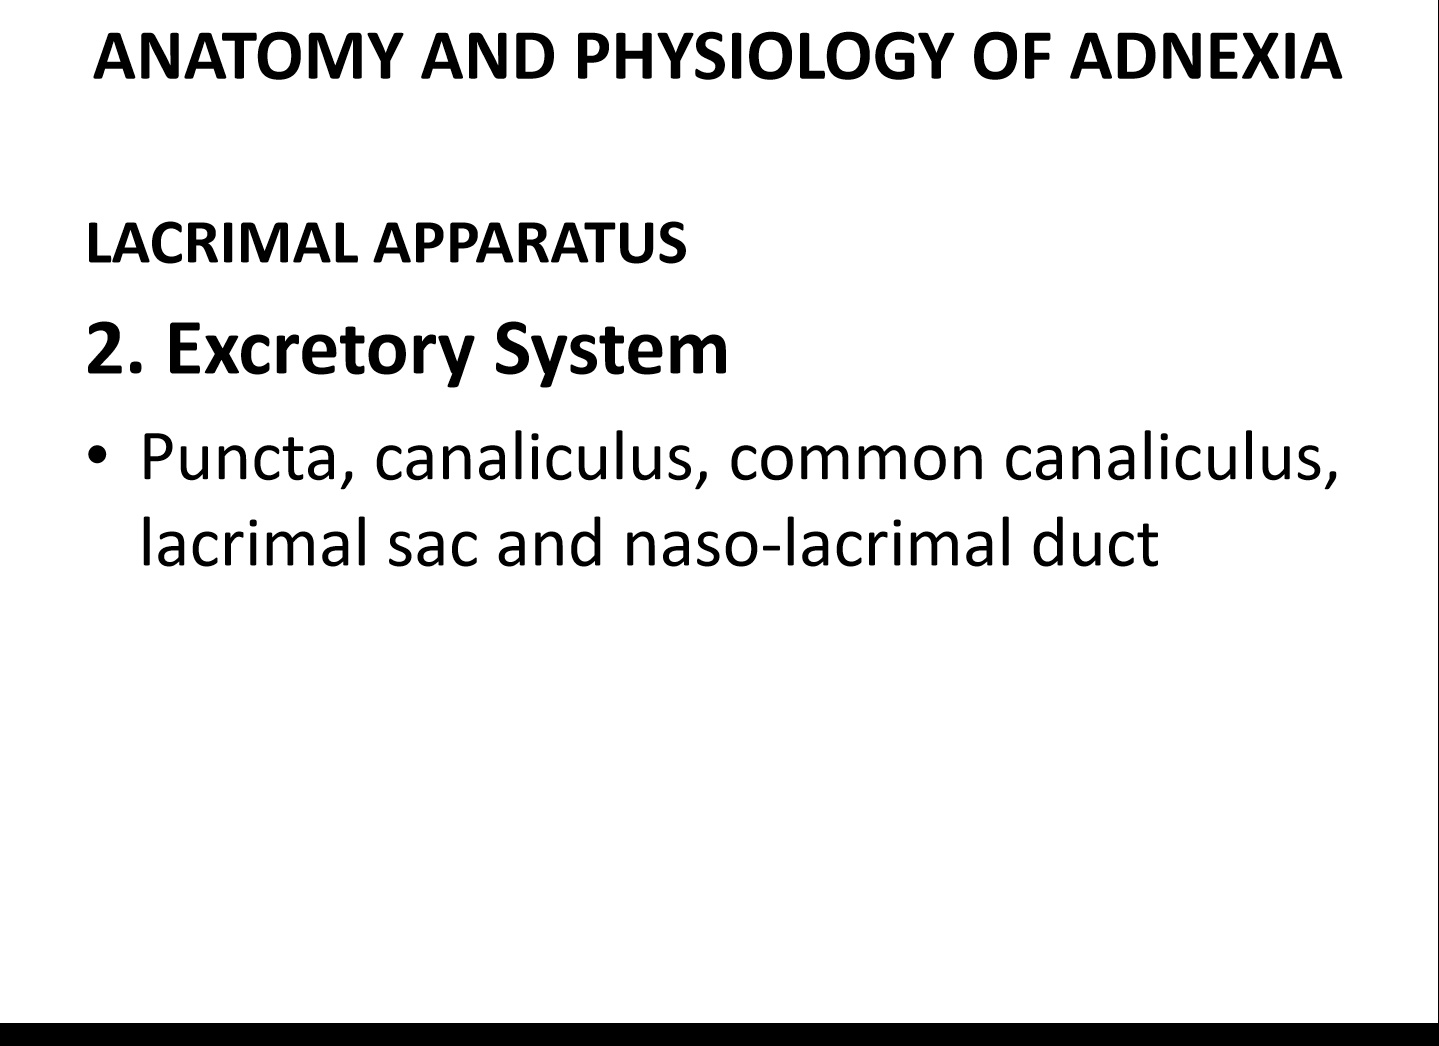 ANATOMY AND PHYSIOLOGY OF ADNEXIA
LACRIMAL APPARATUS
2. Excretory System
• Puncta, canaliculus, common canaliculus,
lacrimal sac and naso-lacrimal duct